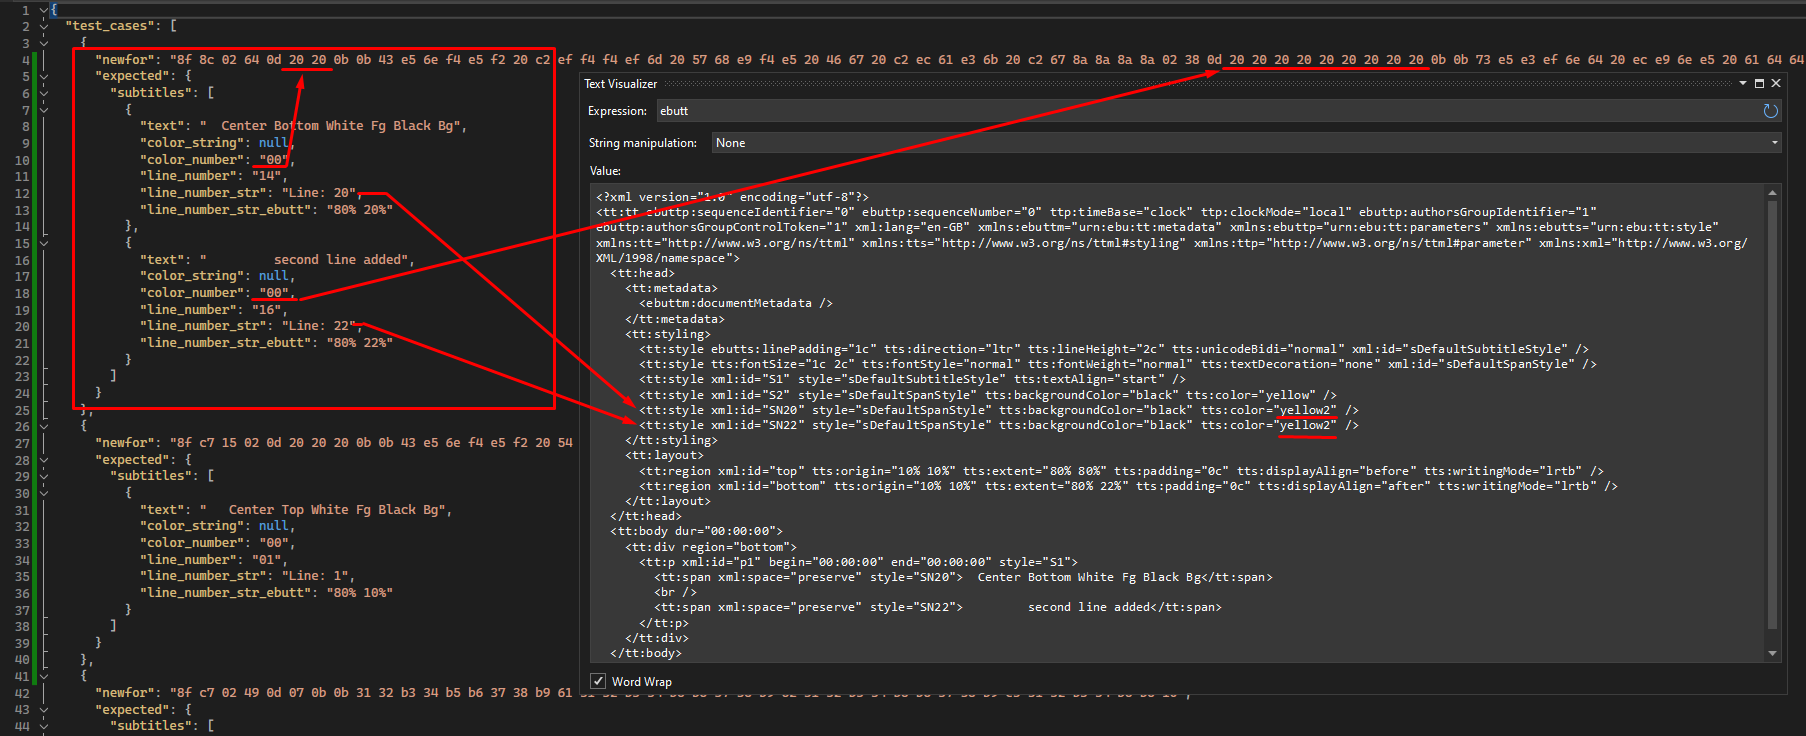 1 {
2 "test_cases": [
3 {
4 "newfor": "8f 8c 02 64 0d 20 20 0b 0b 43 e5 6e f4 e5 f2 20 c2 ef f4 f4 ef 6d 20 57 68 e9 f4 e5 20 46 67 20 c2 ec 61 e3 6b 20 c2 67 8a 8a 8a 8a 02 38 0d 20 20 20 20 20 20 20 20 20 0b 0b 73 e5 e3 ef 6e 64 20 ec e9 6e e5 20 61 64 64
5 "expected": {
6 "subtitles": [
7 {
8 "text": "  Center Bottom White Fg Black Bg",
9 "color_string": null,
10 "color_number": "00",
11 "line_number": "14",
12 "line_number_str": "Line: 20",
13 "line_number_str_ebutt": "80% 20%"
14 },
15 {
16 "text": "         second line added",
17 "color_string": null,
18 "color_number": "00",
19 "line_number": "16",
20 "line_number_str": "Line: 22",
21 "line_number_str_ebutt": "80% 22%"
22 }
23 ]
24 }
25 },
26 {
27 "newfor": "8f c7 15 02 0d 20 20 20 0b 0b 43 e5 6e f4 e5 f2 20 54
28 "expected": {
29 "subtitles": [
30 {
31 "text": "   Center Top White Fg Black Bg",
32 "color_string": null,
33 "color_number": "00",
34 "line_number": "01",
35 "line_number_str": "Line: 1",
36 "line_number_str_ebutt": "80% 10%"
37 }
38 ]
39 }
40 },
41 {
42 "newfor": "8f c7 02 49 0d 07 0b 0b 31 32 b3 34 b5 b6 37 38 b9 61
43 "expected": {
44 "subtitles": [
Text Visualizer
Expression: ebutt
String manipulation: None
Value:
<?xml version="1.0" encoding="utf-8"?>
<tt:tt ebuttp:sequenceIdentifier="0" ebuttp:sequenceNumber="0" ttp:timeBase="clock" ttp:clockMode="local" ebuttp:authorsGroupIdentifier="1"
ebuttp:authorsGroupControlToken="1" xml:lang="en-GB" xmlns:ebuttm="urn:ebu:tt:metadata" xmlns:ebuttp="urn:ebu:tt:parameters" xmlns:ebutts="urn:ebu:tt:style"
xmlns:tt="http://www.w3.org/ns/ttml" xmlns:tts="http://www.w3.org/ns/ttml#styling" xmlns:ttp="http://www.w3.org/ns/ttml#parameter" xmlns:xml="http://www.w3.org/
XML/1998/namespace">
<tt:head>
<tt:metadata>
<ebuttm:documentMetadata />
</tt:metadata>
<tt:styling>
<tt:style ebutts:linePadding="1c" tts:direction="ltr" tts:lineHeight="2c" tts:unicodeBidi="normal" xml:id="sDefaultSubtitleStyle" />
<tt:style tts:fontSize="1c 2c" tts:fontStyle="normal" tts:fontWeight="normal" tts:textDecoration="none" xml:id="sDefaultSpanStyle" />
<tt:style xml:id="S1" style="sDefaultSubtitleStyle" tts:textAlign="start" />
<tt:style xml:id="S2" style="sDefaultSpanStyle" tts:backgroundColor="black" tts:color="yellow" />
<tt:style xml:id="SN20" style="sDefaultSpanStyle" tts:backgroundColor="black" tts:color="yellow2" />
<tt:style xml:id="SN22" style="sDefaultSpanStyle" tts:backgroundColor="black" tts:color="yellow2" />
</tt:styling>
<tt:layout>
<tt:region xml:id="top" tts:origin="10% 10%" tts:extent="80% 80%" tts:padding="0c" tts:displayAlign="before" tts:writingMode="lrtb" />
<tt:region xml:id="bottom" tts:origin="10% 10%" tts:extent="80% 22%" tts:padding="0c" tts:displayAlign="after" tts:writingMode="lrtb" />
</tt:layout>
</tt:head>
<tt:body dur="00:00:00">
<tt:div region="bottom">
<tt:p xml:id="p1" begin="00:00:00" end="00:00:00" style="S1">
<tt:span xml:space="preserve" style="SN20">  Center Bottom White Fg Black Bg</tt:span>
<br />
<tt:span xml:space="preserve" style="SN22">         second line added</tt:span>
</tt:p>
</tt:div>
</tt:body>
Word Wrap